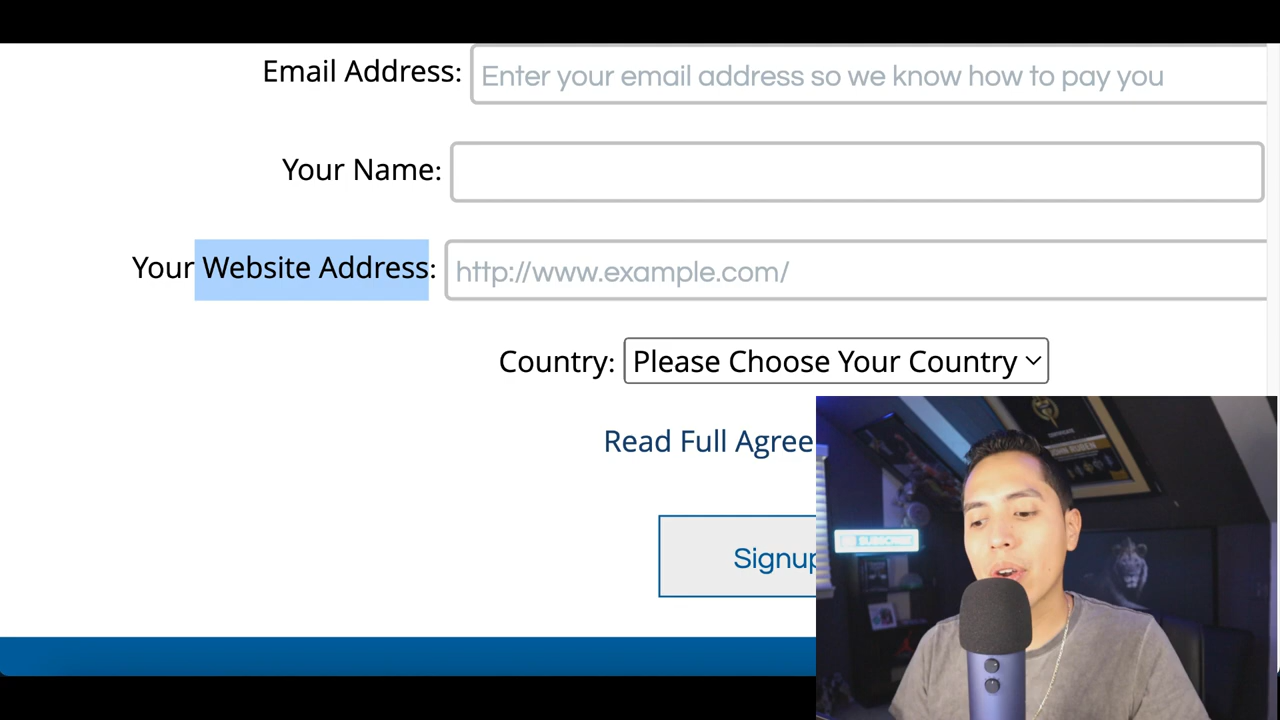 Email Address: Enter your email address so we know how to pay you
Your Name:
Your Website Address: http://www.example.com/
Country: Please Choose Your Country
Read Full Agree
Signup
SUBSCRIBE